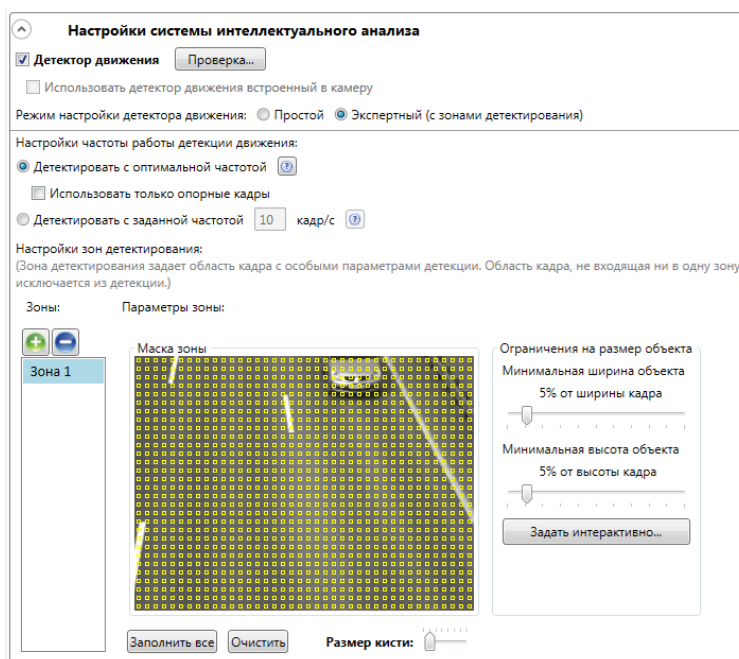 Настройки системы интеллектуального анализа
Детектор движения Проверка...
Использовать детектор движения встроенный в камеру
Режим настройки детектора движения: Простой Экспертный (с зонами детектирования)
Настройки частоты работы детекции движения:
Детектировать с оптимальной частотой
Использовать только опорные кадры
Детектировать с заданной частотой 10 кадр/с
Настройки зон детектирования:
(Зона детектирования задает область кадра с особыми параметрами детекции. Область кадра, не входящая ни в одну зону
исключается из детекции.)
Зоны: Параметры зоны:
Маска зоны
Зона 1
Ограничения на размер объекта
Минимальная ширина объекта
5% от ширины кадра
Минимальная высота объекта
5% от высоты кадра
Задать интерактивно...
Заполнить все Очистить Размер кисти: